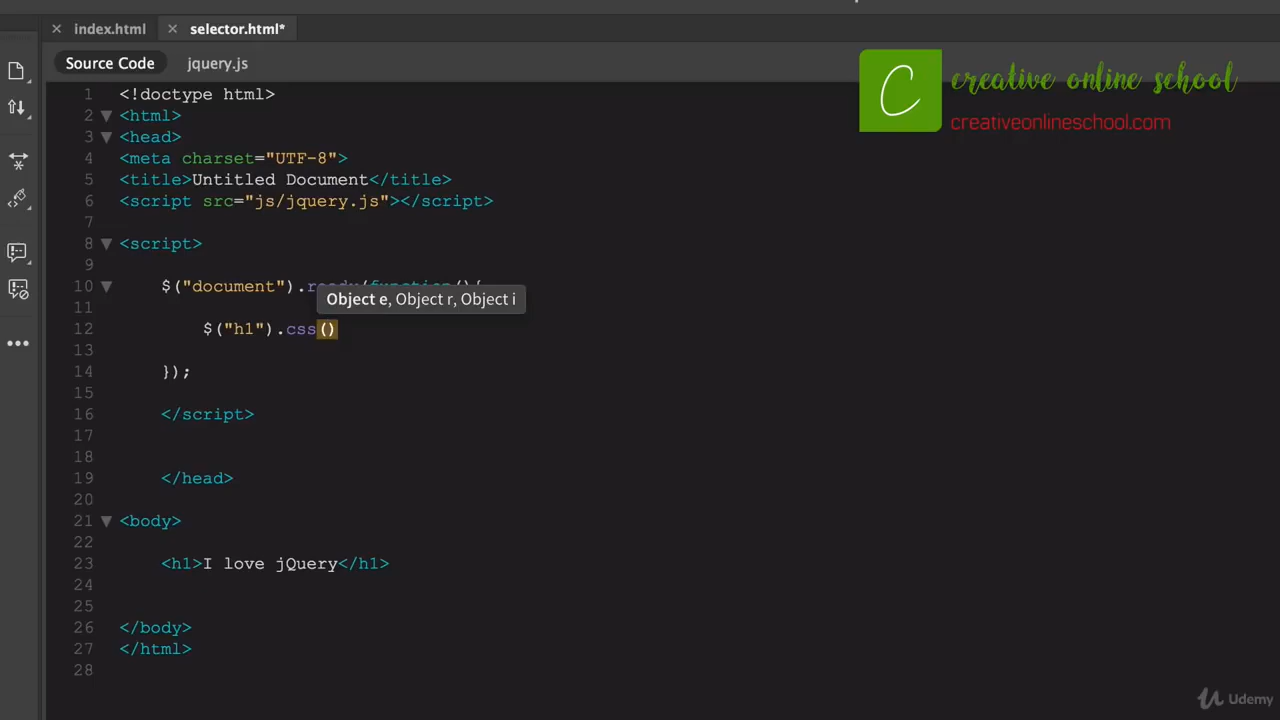 index.html
selector.html*
Source Code
jquery.js
creative online school
creativeonlineschool.com
1 <!doctype html>
2 <html>
3 <head>
4 <meta charset="UTF-8">
5 <title>Untitled Document</title>
6 <script src="js/jquery.js"></script>
7
8 <script>
9
10 $("document").ready(function(){
Object e, Object r, Object i
11
12 $("h1").css()
13
14 });
15
16 </script>
17
18
19 </head>
20
21 <body>
22
23 <h1>I love jQuery</h1>
24
25
26 </body>
27 </html>
28
Udemy